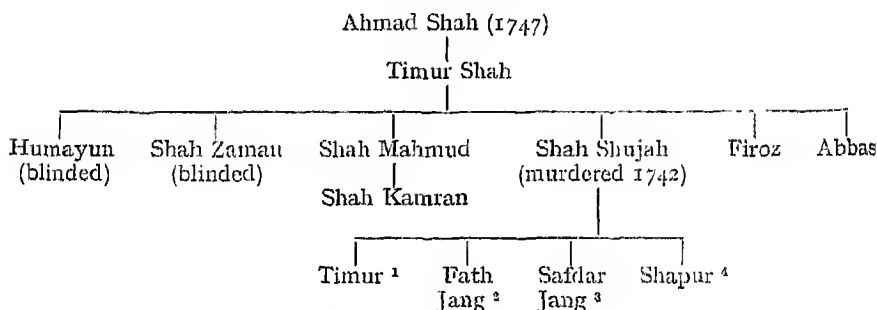 Ahmad Shah (1747)
Timur Shah
Humayun Shah Zaman Shah Mahmud Shah Shujah Firoz Abbas
(blinded) (blinded) (murdered 1742)
Shah Kamran
Timur ¹ Fath Safdar Shapur ⁴
Jang ² Jang ³